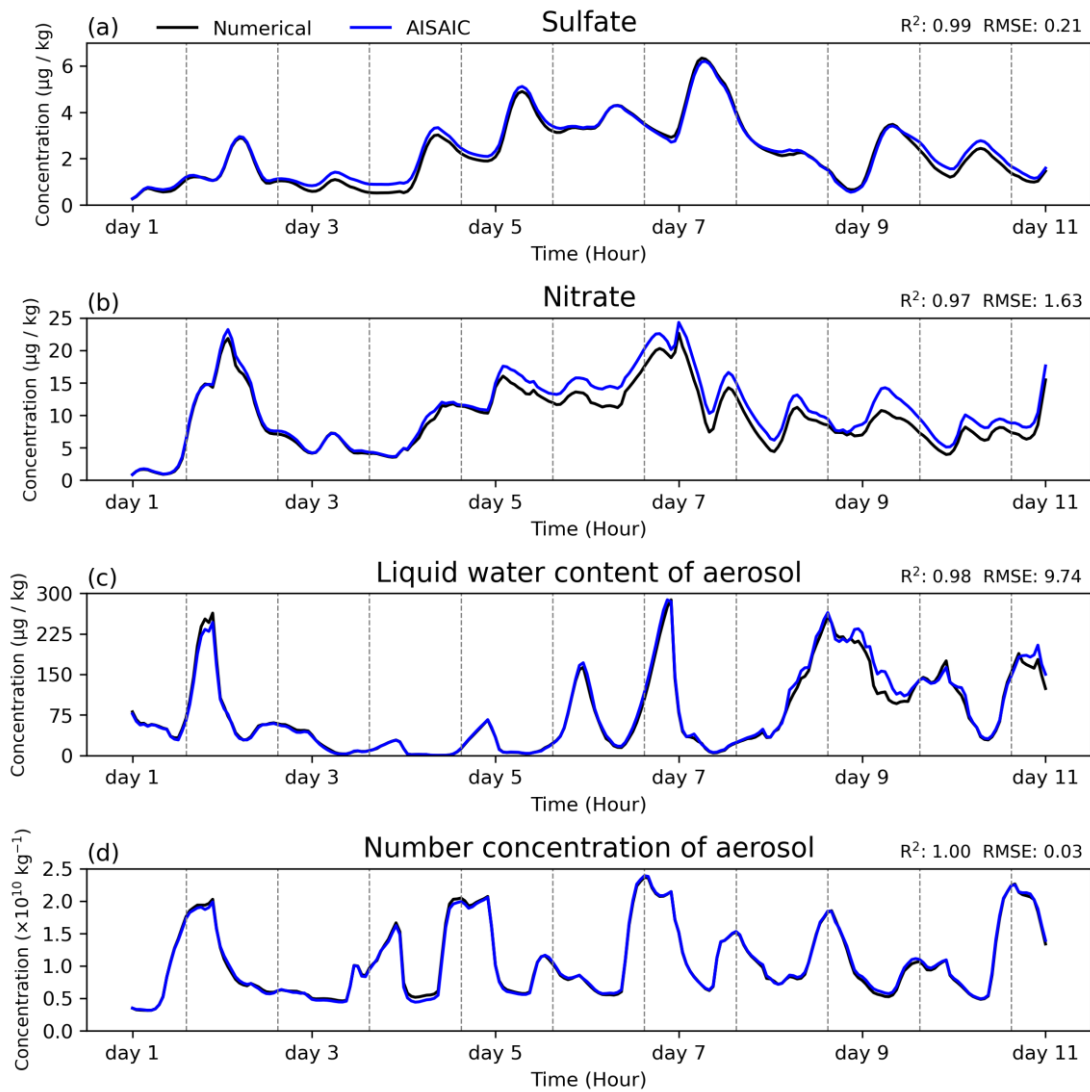 (a) Numerical AISAIC Sulfate R²: 0.99 RMSE: 0.21
Concentration (μg / kg)
6
4
2
0
day 1 day 3 day 5 day 7 day 9 day 11
Time (Hour)
(b) Nitrate R²: 0.97 RMSE: 1.63
Concentration (μg / kg)
25
20
15
10
5
0
day 1 day 3 day 5 day 7 day 9 day 11
Time (Hour)
(c) Liquid water content of aerosol R²: 0.98 RMSE: 9.74
Concentration (μg / kg)
300
225
150
75
0
day 1 day 3 day 5 day 7 day 9 day 11
Time (Hour)
(d) Number concentration of aerosol R²: 1.00 RMSE: 0.03
Concentration (×10¹⁰ kg⁻¹)
2.5
2.0
1.5
1.0
0.5
0.0
day 1 day 3 day 5 day 7 day 9 day 11
Time (Hour)